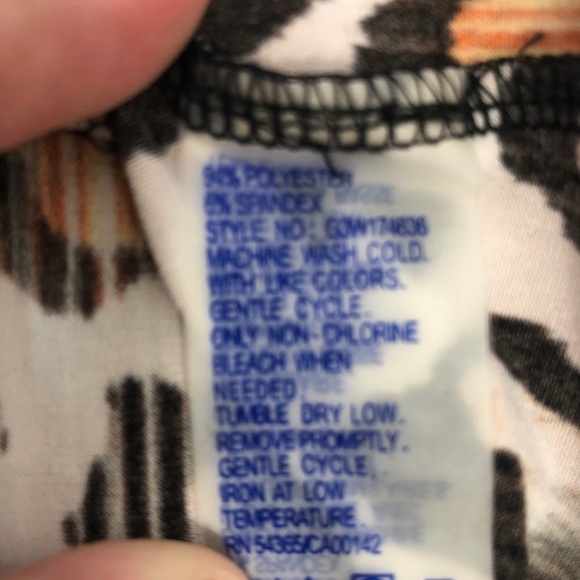 94% POLYESTER
6% SPANDEX
STYLE NO: G3W174636
MACHINE WASH COLD.
WITH LIKE COLORS.
GENTLE CYCLE.
ONLY NON-CHLORINE
BLEACH WHEN
NEEDED
TUMBLE DRY LOW.
REMOVE PROMPTLY.
GENTLE CYCLE.
IRON AT LOW
TEMPERATURE.
RN 54365/CA00142